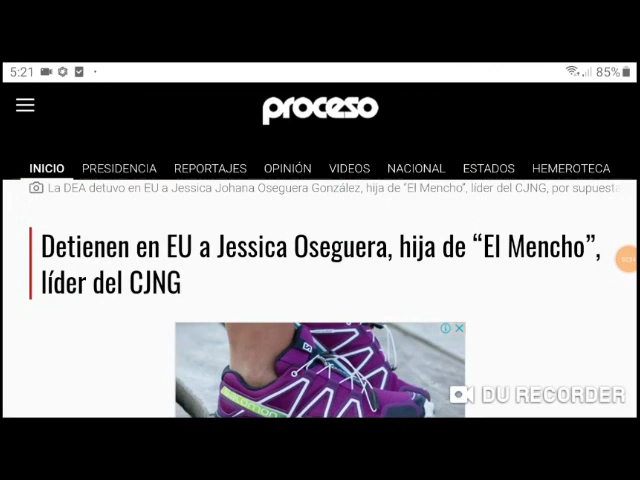 5:21
85%
proceso
INICIO PRESIDENCIA REPORTAJES OPINIÓN VIDEOS NACIONAL ESTADOS HEMEROTECA
La DEA detuvo en EU a Jessica Johana Oseguera González, hija de "El Mencho", líder del CJNG, por supuesta
Detienen en EU a Jessica Oseguera, hija de “El Mencho”,
líder del CJNG
salomon
DU RECORDER